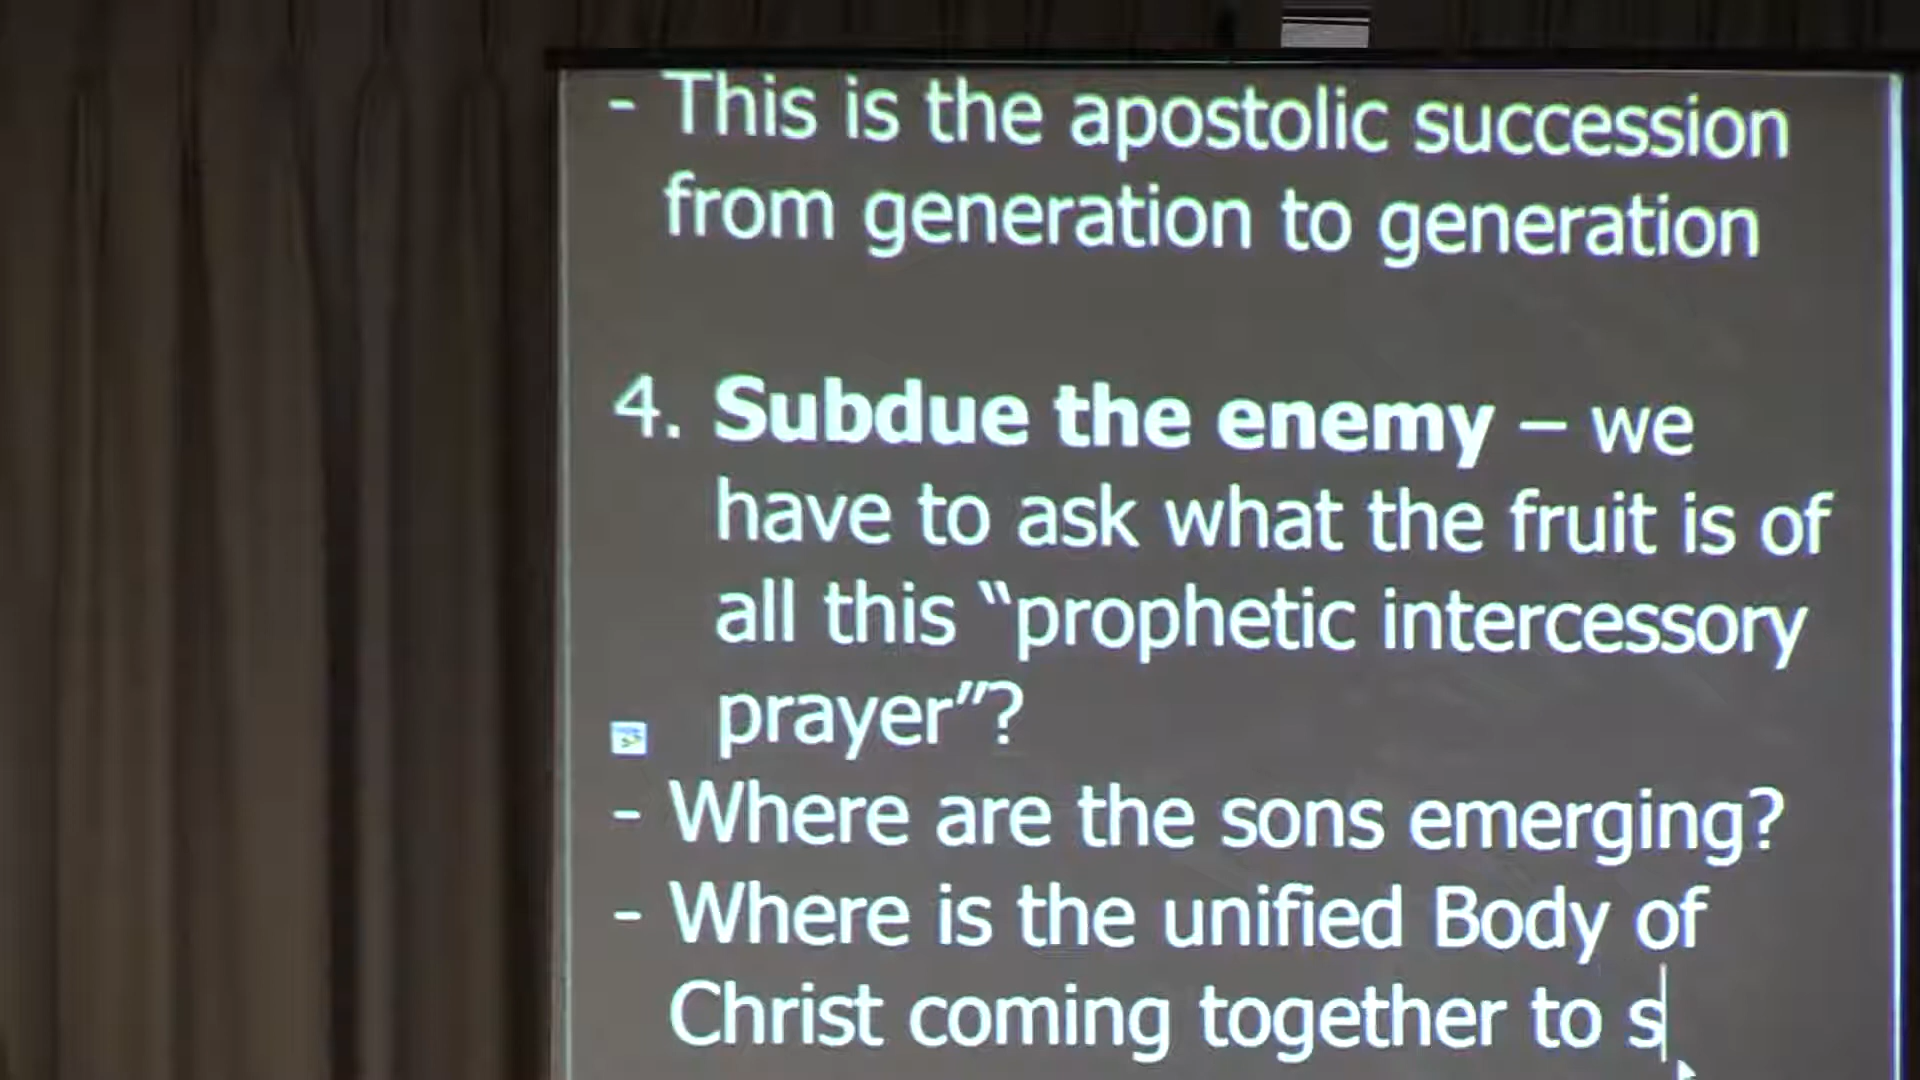 - This is the apostolic succession
from generation to generation
4. Subdue the enemy – we
have to ask what the fruit is of
all this “prophetic intercessory
prayer”?
- Where are the sons emerging?
- Where is the unified Body of
Christ coming together to s